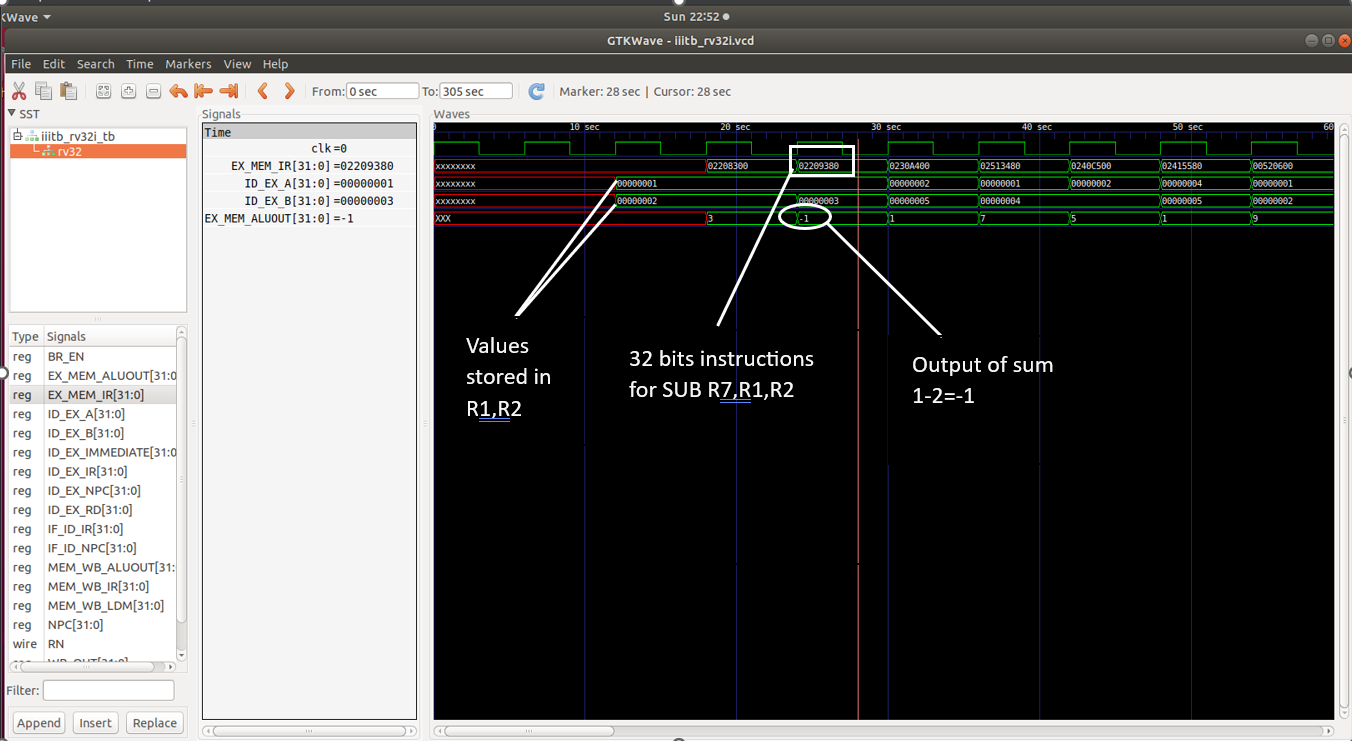 KWave
Sun 22:52
GTKWave - iiitb_rv32i.vcd
File Edit Search Time Markers View Help
From: 0 sec To: 305 sec Marker: 28 sec | Cursor: 28 sec
SST
iiitb_rv32i_tb
rv32
Type Signals
reg BR_EN
reg EX_MEM_ALUOUT[31:0
reg EX_MEM_IR[31:0]
reg ID_EX_A[31:0]
reg ID_EX_B[31:0]
reg ID_EX_IMMEDIATE[31:0
reg ID_EX_IR[31:0]
reg ID_EX_NPC[31:0]
reg ID_EX_RD[31:0]
reg IF_ID_IR[31:0]
reg IF_ID_NPC[31:0]
reg MEM_WB_ALUOUT[31:
reg MEM_WB_IR[31:0]
reg MEM_WB_LDM[31:0]
reg NPC[31:0]
wire RN
Filter:
Append Insert Replace
Signals
Time
clk =0
EX_MEM_IR[31:0] =02209380
ID_EX_A[31:0] =00000001
ID_EX_B[31:0] =00000003
EX_MEM_ALUOUT[31:0] =-1
Waves
0 10 sec 20 sec 30 sec 40 sec 50 sec 60
xxxxxxxx 02208300 02209380 0230A400 02513480 0240C500 02415580 00520600
xxxxxxxx 00000001 00000002 00000001 00000002 00000004 00000001
xxxxxxxx 00000002 00000003 00000005 00000004 00000005 00000002
XXX 3 -1 1 7 5 1 9
Values
stored in
R1,R2
32 bits instructions
for SUB R7,R1,R2
Output of sum
1-2=-1